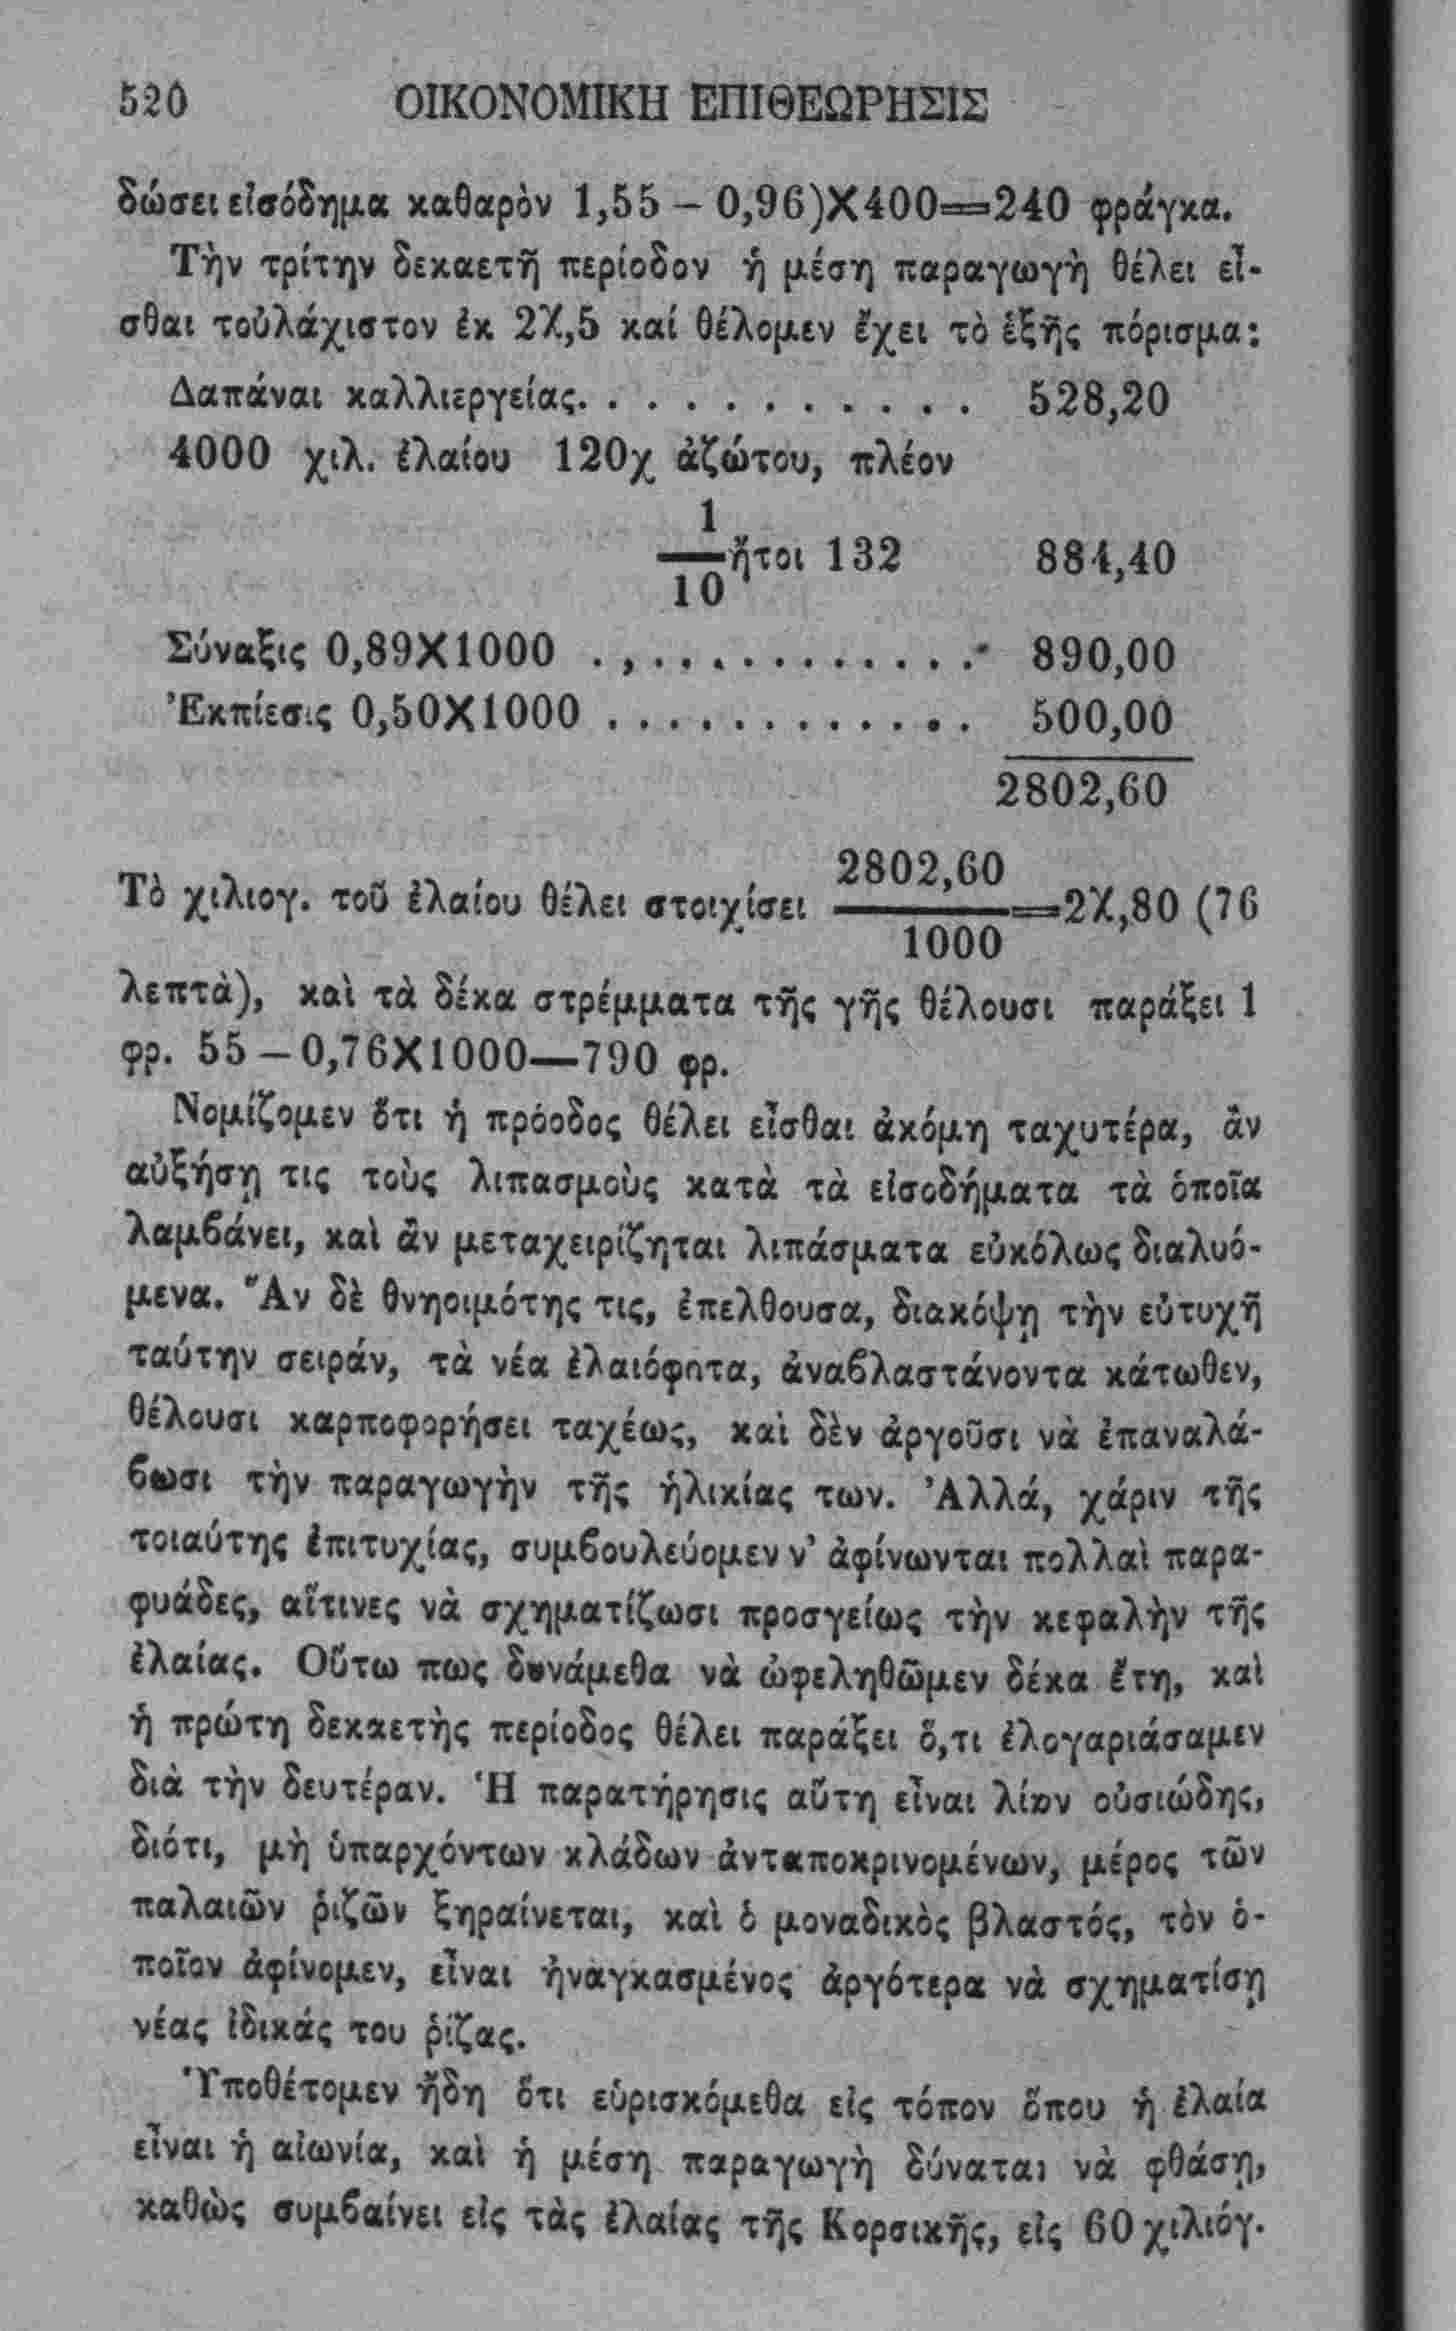 520 ΟΙΚΟΝΟΜΙΚΗ ΕΠΙΘΕΩΡΗΣΙΣ
δώσει εἰσόδημα καθαρὸν 1,55 – 0,96)Χ400=240 φράγκα.
Τὴν τρίτην δεκαετῆ περίοδον ἡ μέση παραγωγὴ θέλει εἶ-
σθαι τοὐλάχιστον ἐκ 2Χ,5 καί θέλομεν ἔχει τὸ ἑξῆς πόρισμα:
Δαπάναι καλλιεργείας. . . . . . . . . . . . 528,20
4000 χιλ. ἐλαίου 120χ ἀζώτου, πλέον
1
—ἤτοι 132 884,40
10
Σύναξις 0,89Χ1000 . , . . . . . . . . . . . 890,00
Ἐκπίεσις 0,50Χ1000 . . . . . . . . . . . . 500,00
2802,60
2802,60
Τὸ χιλιογ. τοῦ ἐλαίου θέλει στοιχίσει ———=2Χ,80 (76
1000
λεπτὰ), καὶ τὰ δέκα στρέμματα τῆς γῆς θέλουσι παράξει 1
φρ. 55 – 0,76Χ1000—790 φρ.
Νομίζομεν ὅτι ἡ πρόοδος θέλει εἶσθαι ἀκόμη ταχυτέρα, ἂν
αὐξήσῃ τις τοὺς λιπασμοὺς κατὰ τὰ εἰσοδήματα τὰ ὁποῖα
λαμβάνει, καὶ ἂν μεταχειρίζηται λιπάσματα εὐκόλως διαλυό-
μενα. Ἂν δὲ θνηοιμότης τις, ἐπελθουσα, διακόψῃ τὴν εὐτυχῆ
ταύτην σειράν, τὰ νέα ἐλαιόφητα, ἀναβλαστάνοντα κάτωθεν,
θέλουσι καρποφορήσει ταχέως, καὶ δὲν ἀργοῦσι νὰ ἐπαναλά-
βωσι τὴν παραγωγὴν τῆς ἡλικίας των. Ἀλλά, χάριν τῆς
τοιαύτης ἐπιτυχίας, συμβουλεύομεν ν’ ἀφίνωνται πολλαὶ παρα-
φυάδες, αἵτινες νὰ σχηματίζωσι προσγείως τὴν κεφαλὴν τῆς
ἐλαίας. Οὕτω πως δυνάμεθα νὰ ὠφεληθῶμεν δέκα ἔτη, καὶ
ἡ πρώτη δεκαετὴς περίοδος θέλει παράξει ὅ,τι ἐλογαριάσαμεν
διὰ τὴν δευτέραν. Ἡ παρατήρησις αὕτη εἶναι λίαν οὐσιώδης,
διότι, μὴ ὑπαρχόντων κλάδων ἀνταποκρινομένων, μέρος τῶν
παλαιῶν ῥιζῶν ξηραίνεται, καὶ ὁ μοναδικὸς βλαστός, τὸν ὁ-
ποῖον ἀφίνομεν, εἶναι ἠναγκασμένος ἀργότερα νὰ σχηματίσῃ
νέας ἰδικάς του ῥίζας.
Ὑποθέτομεν ἤδη ὅτι εὑρισκόμεθα εἰς τόπον ὅπου ἡ ἐλαία
εἶναι ἡ αἰωνία, καὶ ἡ μέση παραγωγὴ δύναται νὰ φθάσῃ,
καθὼς συμβαίνει εἰς τὰς ἐλαίας τῆς Κορσικῆς, εἰς 60 χιλιόγ.